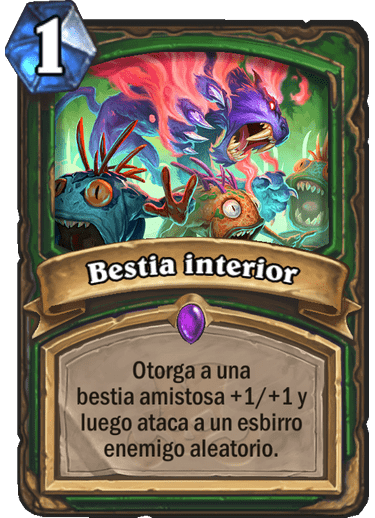 1
Bestia interior
Otorga a una
bestia amistosa +1/+1 y
luego ataca a un esbirro
enemigo aleatorio.